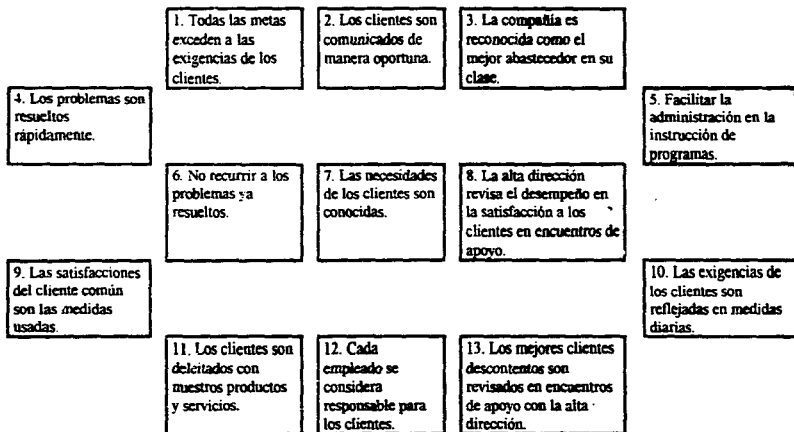 1. Todas las metas
exceden a las
exigencias de los
clientes.
2. Los clientes son
comunicados de
manera oportuna.
3. La compañía es
reconocida como el
mejor abastecedor en su
clase.
4. Los problemas son
resueltos
rápidamente.
5. Facilitar la
administración en la
instrucción de
programas.
6. No recurrir a los
problemas ya
resueltos.
7. Las necesidades
de los clientes son
conocidas.
8. La alta dirección
revisa el desempeño en
la satisfacción a los
clientes en encuentros de
apoyo.
9. Las satisfacciones
del cliente común
son las medidas
usadas.
10. Las exigencias de
los clientes son
reflejadas en medidas
diarias.
11. Los clientes son
deleitados con
nuestros productos
y servicios.
12. Cada
empleado se
considera
responsable para
los clientes.
13. Los mejores clientes
descontentos son
revisados en encuentros
de apoyo con la alta
dirección.